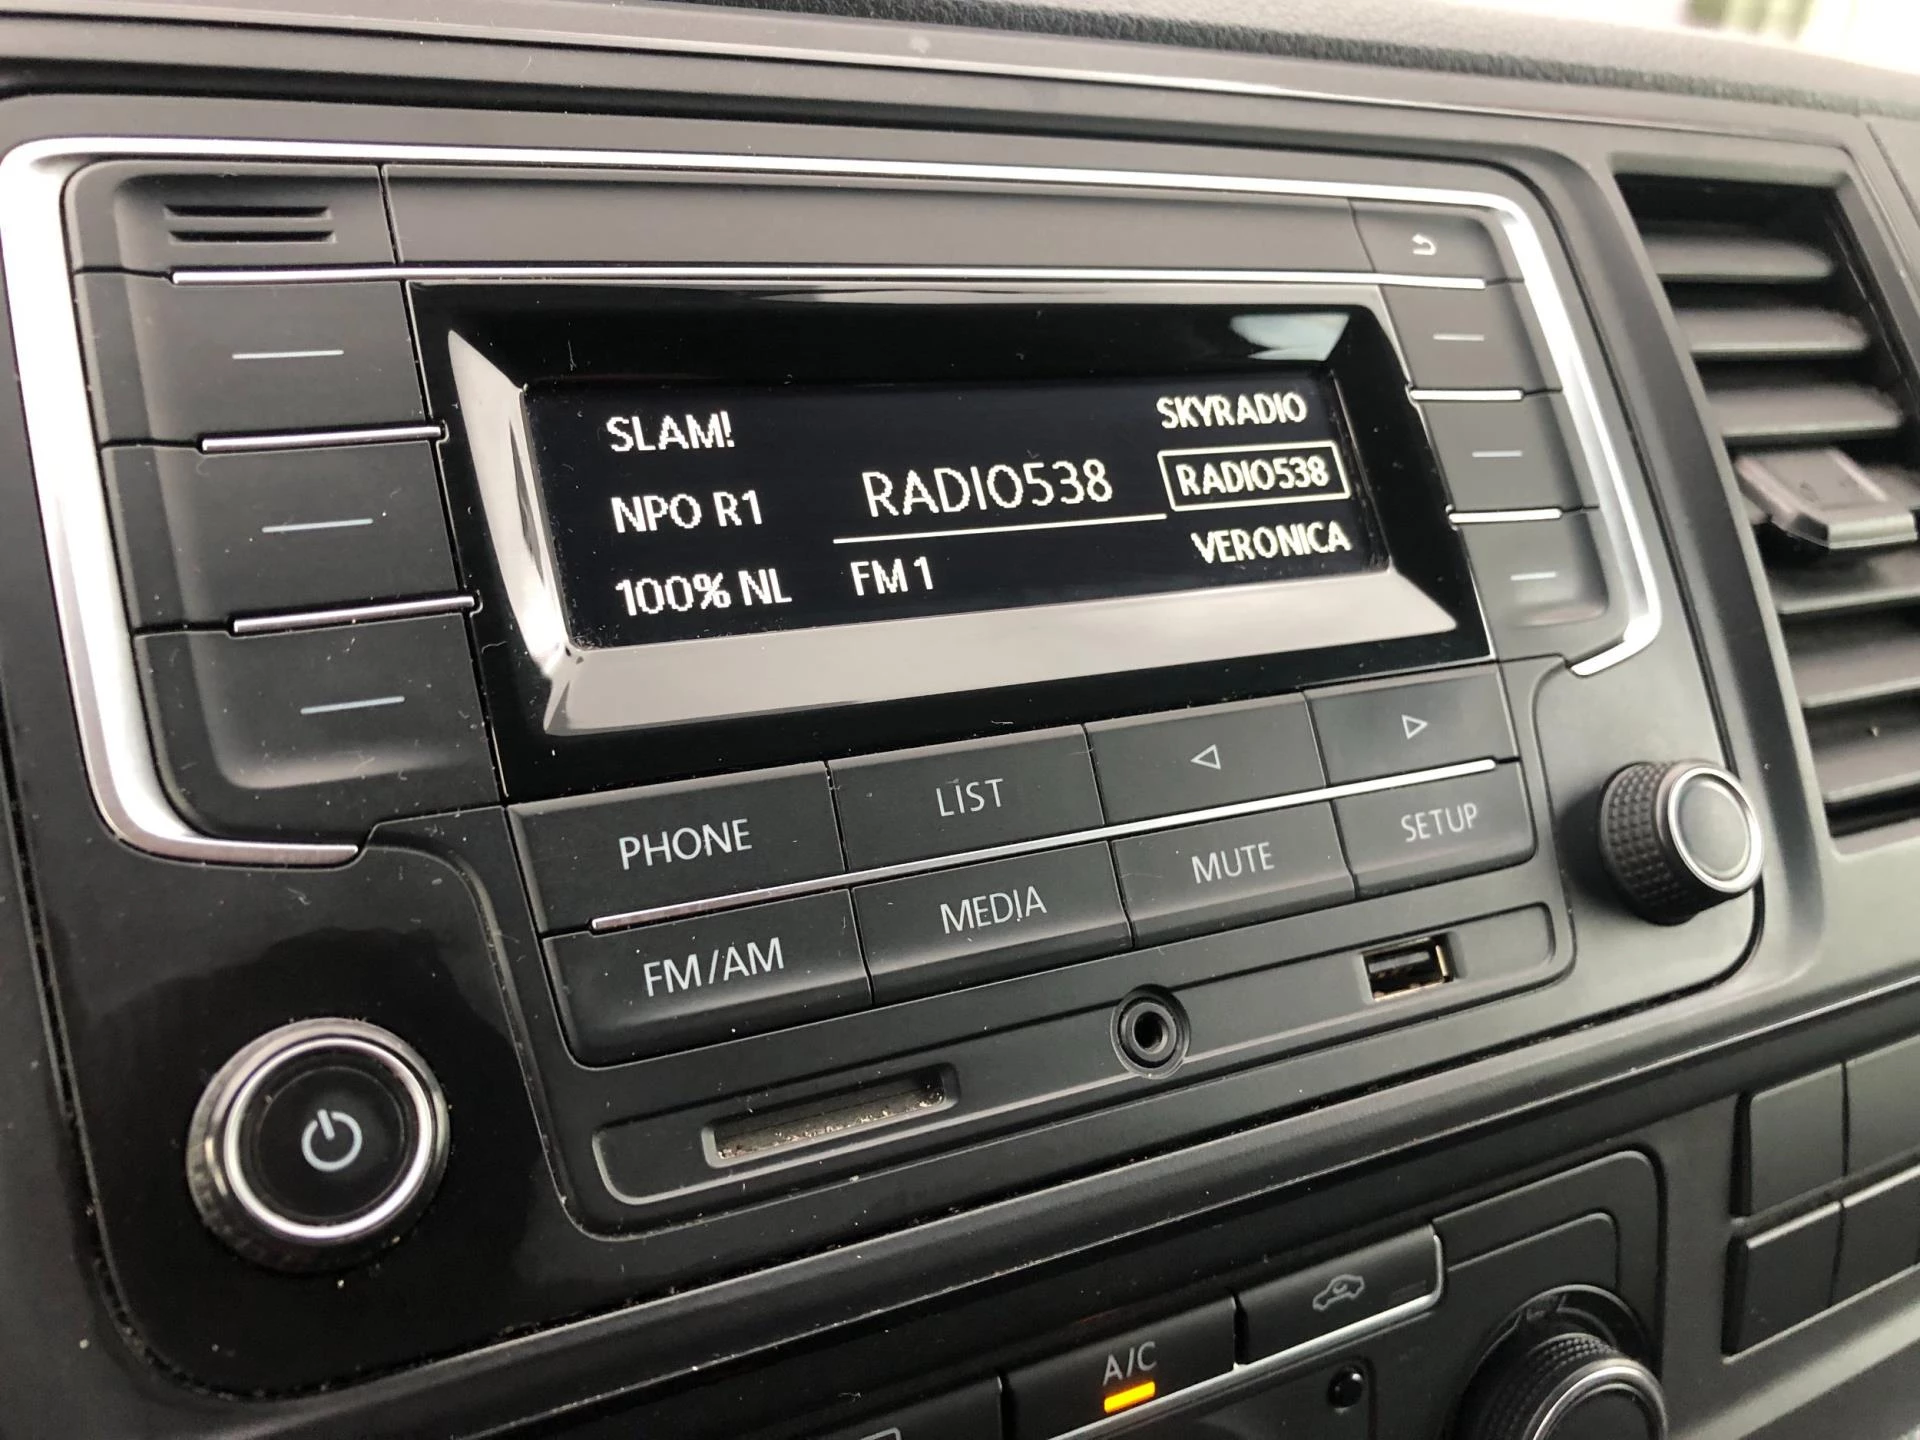 SLAM!
SKYRADIO
NPO R1
RADIO538
RADIO538
100% NL
FM 1
VERONICA
PHONE
LIST
FM/AM
MEDIA
MUTE
SETUP
A/C